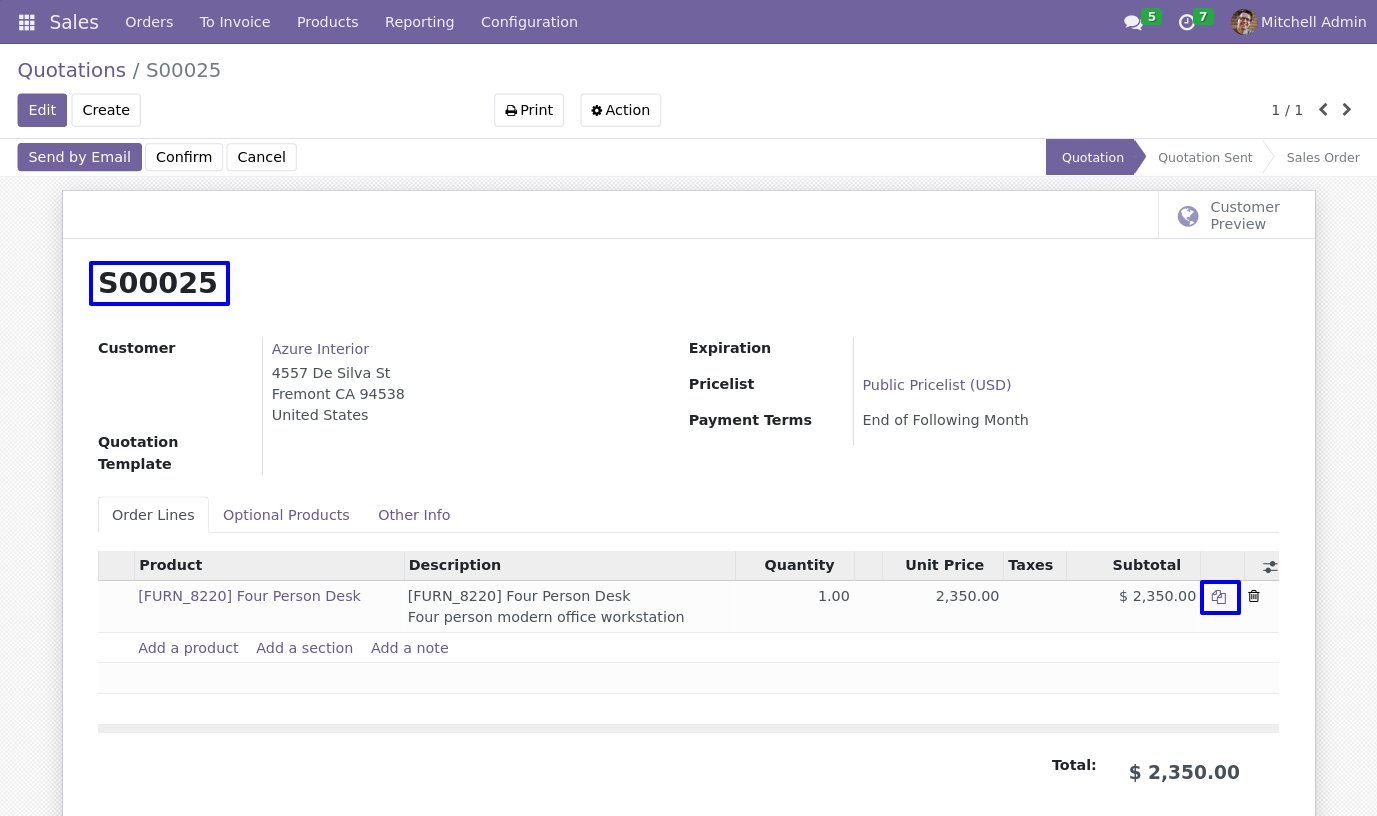 Sales Orders To Invoice Products Reporting Configuration 5 7 Mitchell Admin
Quotations / S00025
Edit Create Print Action 1 / 1
Send by Email Confirm Cancel Quotation Quotation Sent Sales Order
Customer
Preview
S00025
Customer Azure Interior
4557 De Silva St
Fremont CA 94538
United States
Quotation
Template
Expiration
Pricelist Public Pricelist (USD)
Payment Terms End of Following Month
Order Lines Optional Products Other Info
Product Description Quantity Unit Price Taxes Subtotal
[FURN_8220] Four Person Desk [FURN_8220] Four Person Desk 1.00 2,350.00 $ 2,350.00
Four person modern office workstation
Add a product Add a section Add a note
Total: $ 2,350.00